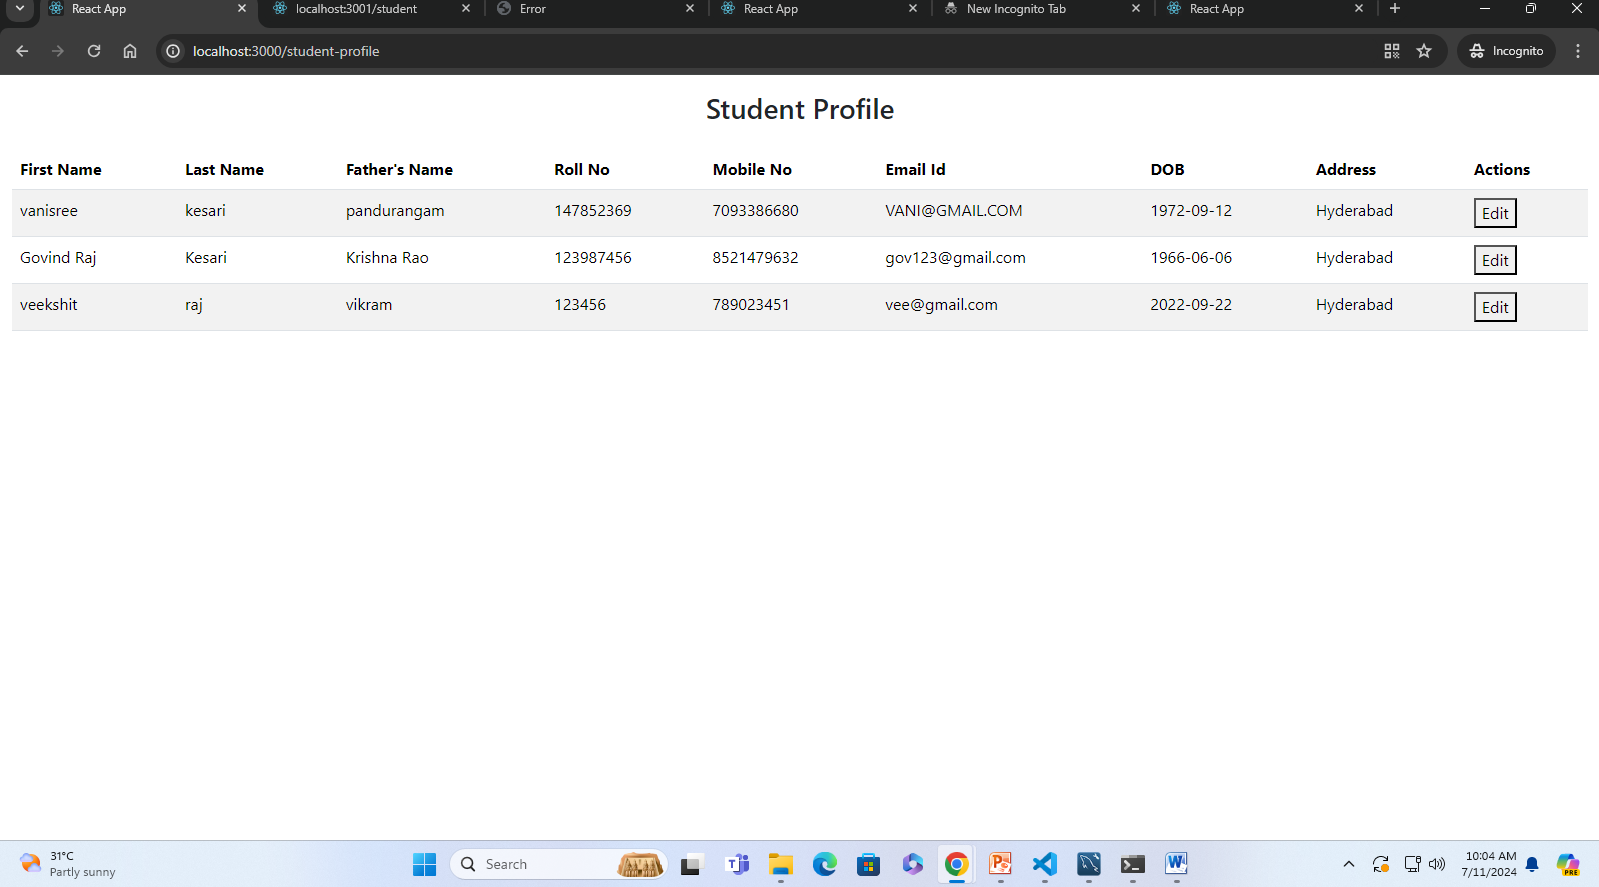 React App
localhost:3001/student
Error
React App
New Incognito Tab
React App
localhost:3000/student-profile
Incognito
Student Profile
First Name Last Name Father's Name Roll No Mobile No Email Id DOB Address Actions
vanisree kesari pandurangam 147852369 7093386680 VANI@GMAIL.COM 1972-09-12 Hyderabad Edit
Govind Raj Kesari Krishna Rao 123987456 8521479632 gov123@gmail.com 1966-06-06 Hyderabad Edit
veekshit raj vikram 123456 789023451 vee@gmail.com 2022-09-22 Hyderabad Edit
31°C
Partly sunny
Search
10:04 AM
7/11/2024
PRE